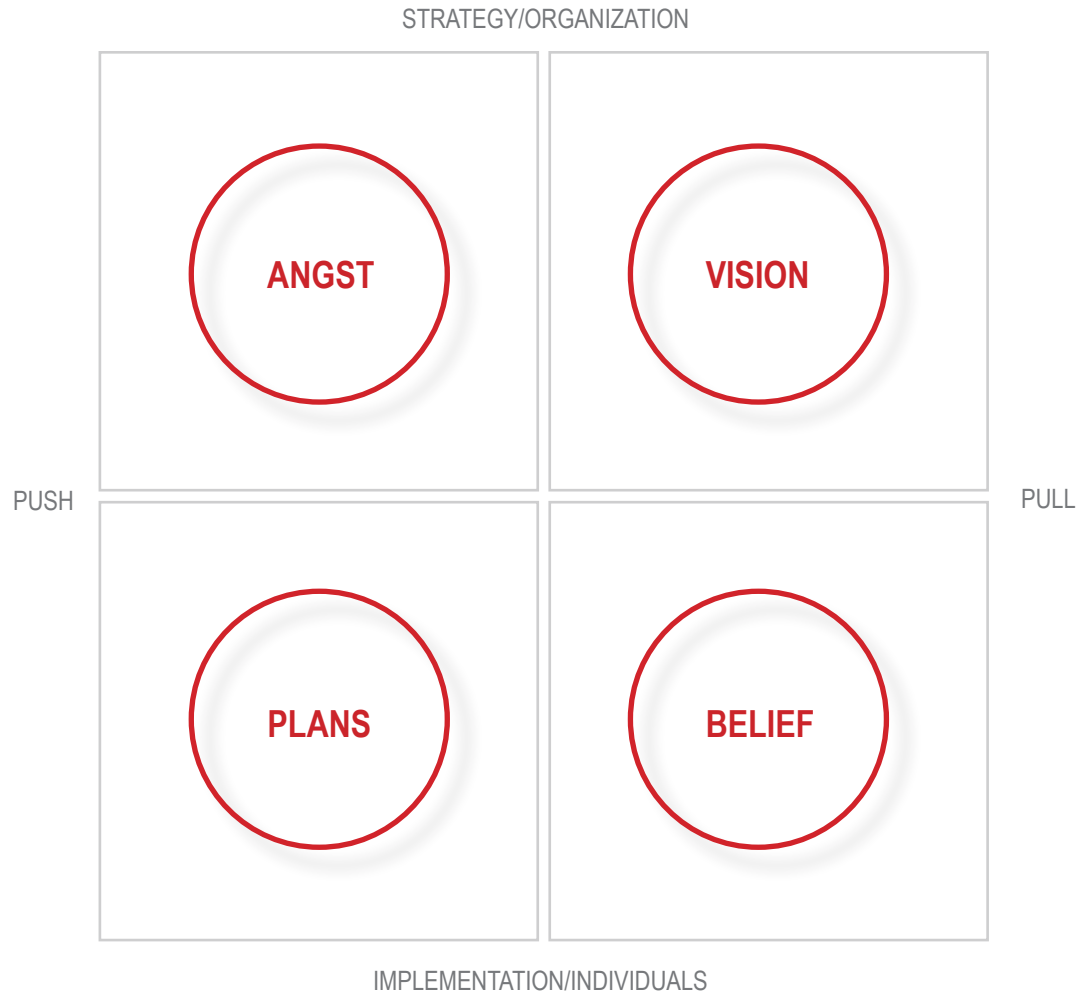 STRATEGY/ORGANIZATION
ANGST
VISION
PUSH
PULL
PLANS
BELIEF
IMPLEMENTATION/INDIVIDUALS